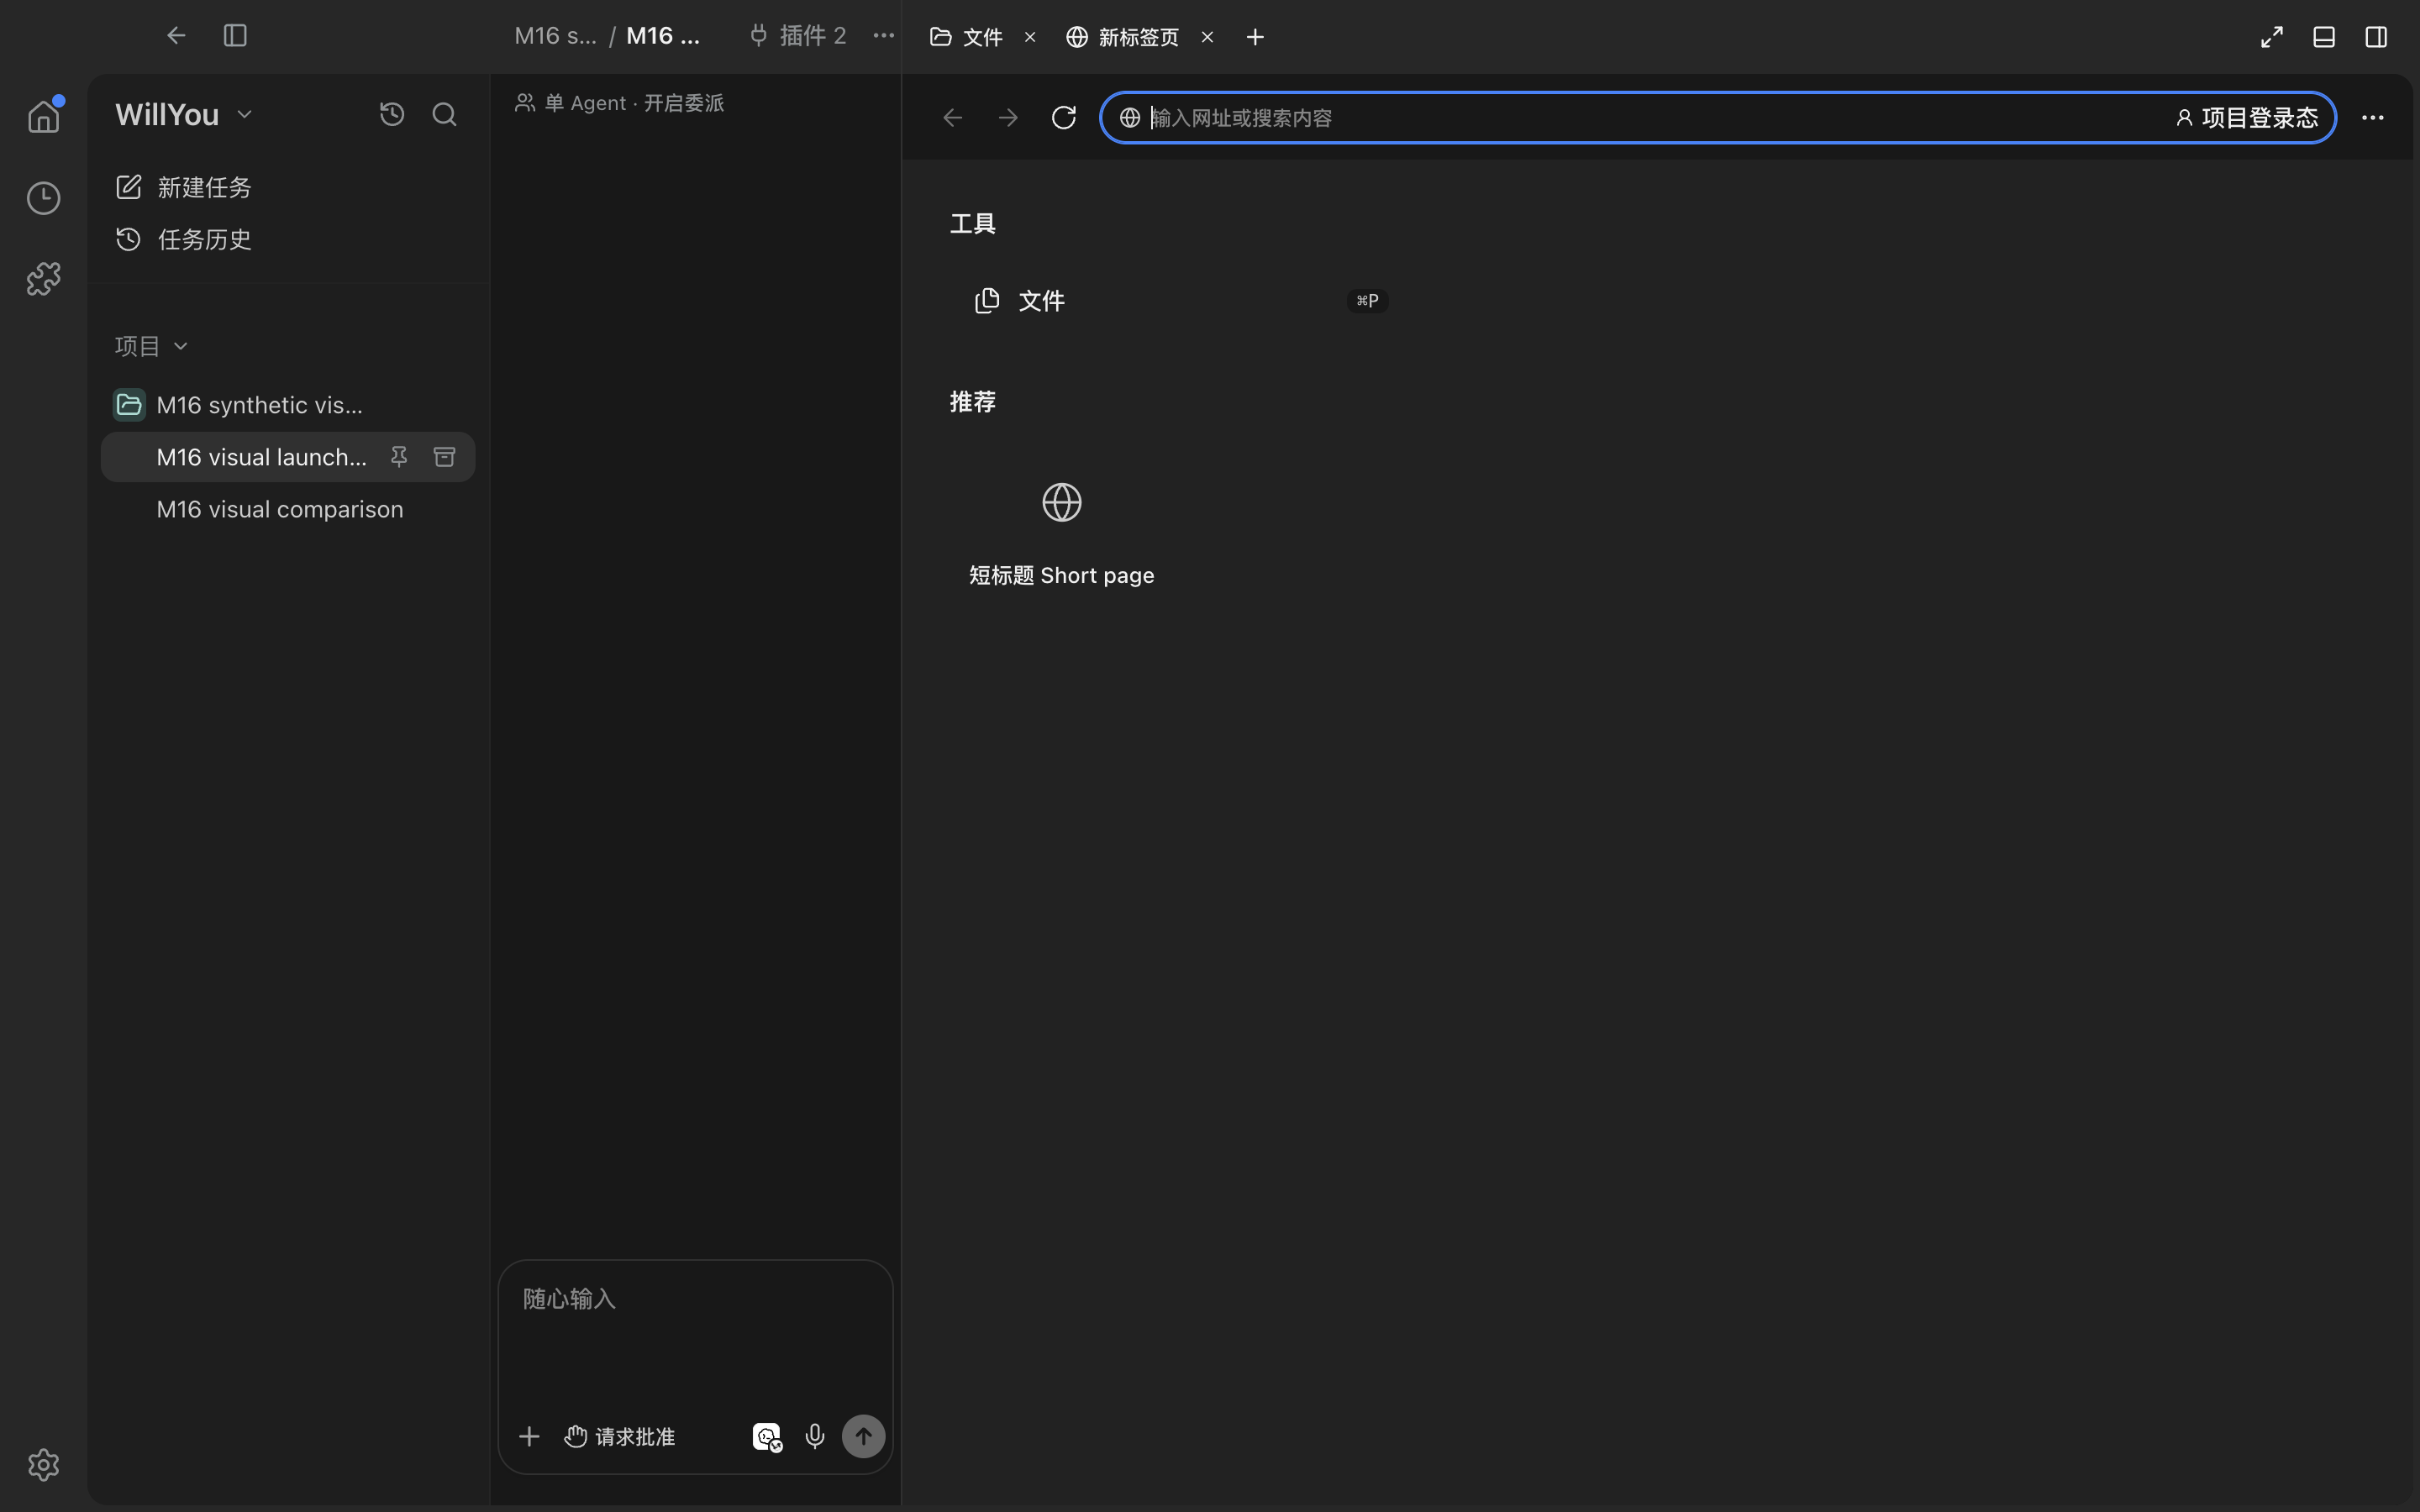 M16 s... / M16 ... 插件 2
文件
新标签页
WillYou
新建任务
任务历史
项目
M16 synthetic vis...
M16 visual launch...
M16 visual comparison
单 Agent · 开启委派
随心输入
请求批准
输入网址或搜索内容
项目登录态
工具
文件
⌘P
推荐
短标题 Short page